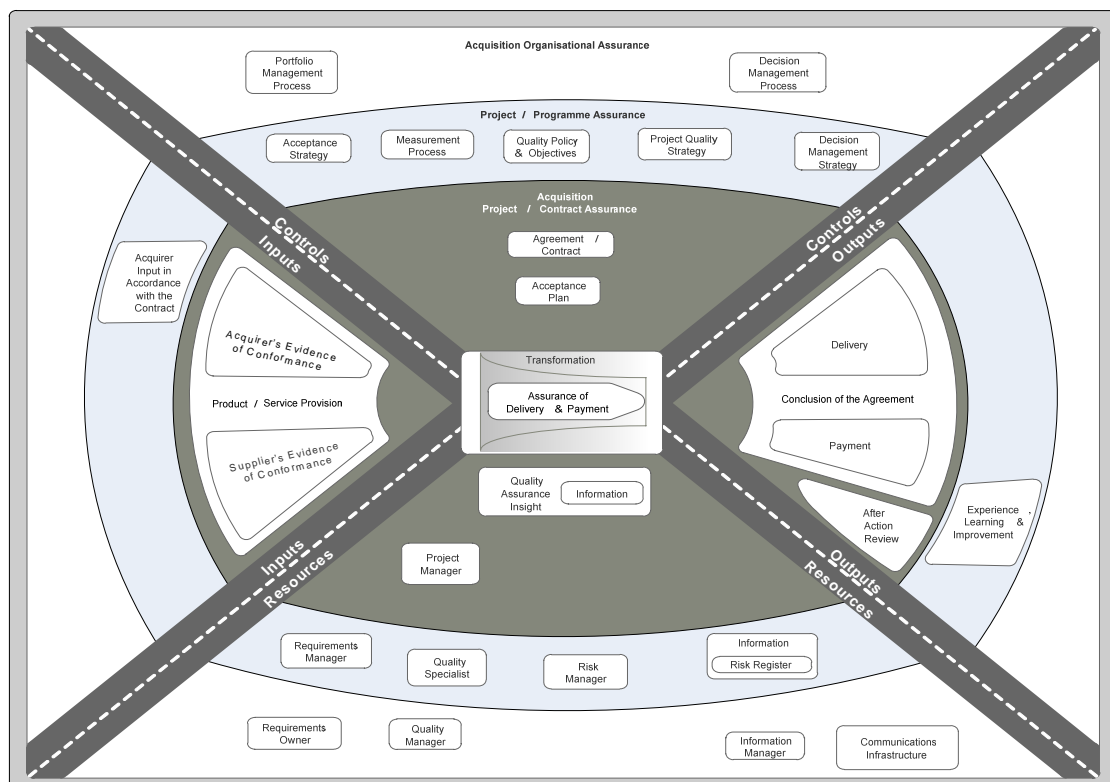 Acquisition Organisational Assurance
Portfolio
Management
Process
Decision
Management
Process
Project / Programme Assurance
Acceptance
Strategy
Measurement
Process
Quality Policy
& Objectives
Project Quality
Strategy
Decision
Management
Strategy
Acquisition
Project / Contract Assurance
Agreement /
Contract
Acceptance
Plan
Controls
Inputs
Controls
Outputs
Acquirer
Input in
Accordance
with the
Contract
Acquirer's Evidence
of Conformance
Product / Service Provision
Supplier's Evidence
of Conformance
Transformation
Assurance of
Delivery & Payment
Delivery
Conclusion of the Agreement
Payment
After
Action
Review
Experience ,
Learning &
Improvement
Quality
Assurance
Insight
Information
Project
Manager
Inputs
Resources
Outputs
Resources
Requirements
Manager
Quality
Specialist
Risk
Manager
Information
Risk Register
Requirements
Owner
Quality
Manager
Information
Manager
Communications
Infrastructure